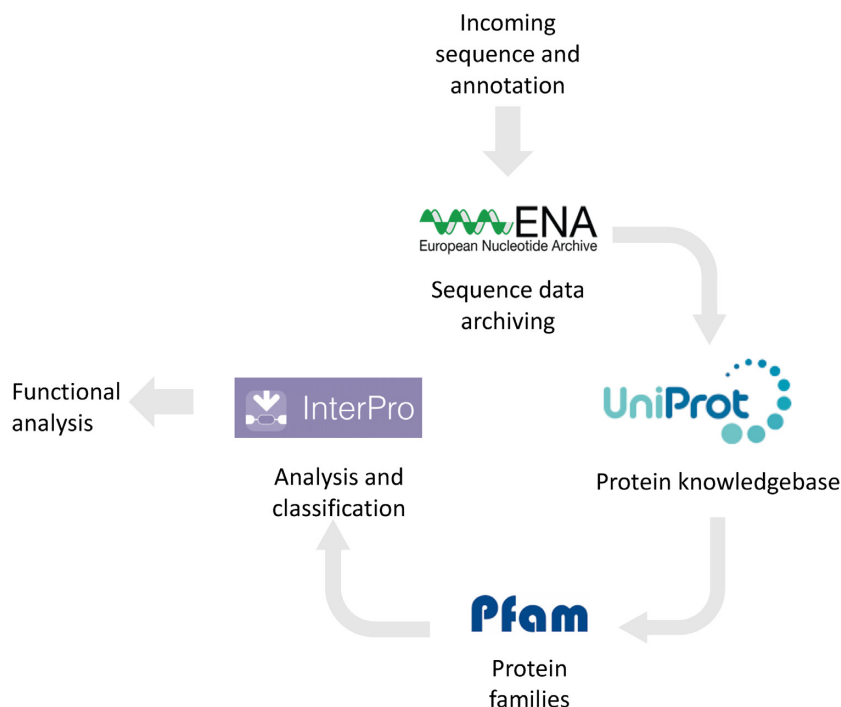 Incoming
sequence and
annotation
ENA
European Nucleotide Archive
Sequence data
archiving
UniProt
Protein knowledgebase
Pfam
Protein
families
InterPro
Analysis and
classification
Functional
analysis